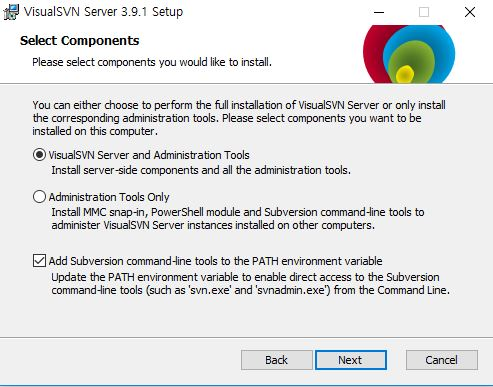 VisualSVN Server 3.9.1 Setup
Select Components
Please select components you would like to install.
You can either choose to perform the full installation of VisualSVN Server or only install
the corresponding administration tools. Please select components you want to be
installed on this computer.
VisualSVN Server and Administration Tools
Install server-side components and all the administration tools.
Administration Tools Only
Install MMC snap-in, PowerShell module and Subversion command-line tools to
administer VisualSVN Server instances installed on other computers.
Add Subversion command-line tools to the PATH environment variable
Update the PATH environment variable to enable direct access to the Subversion
command-line tools (such as 'svn.exe' and 'svnadmin.exe') from the Command Line.
Back Next Cancel